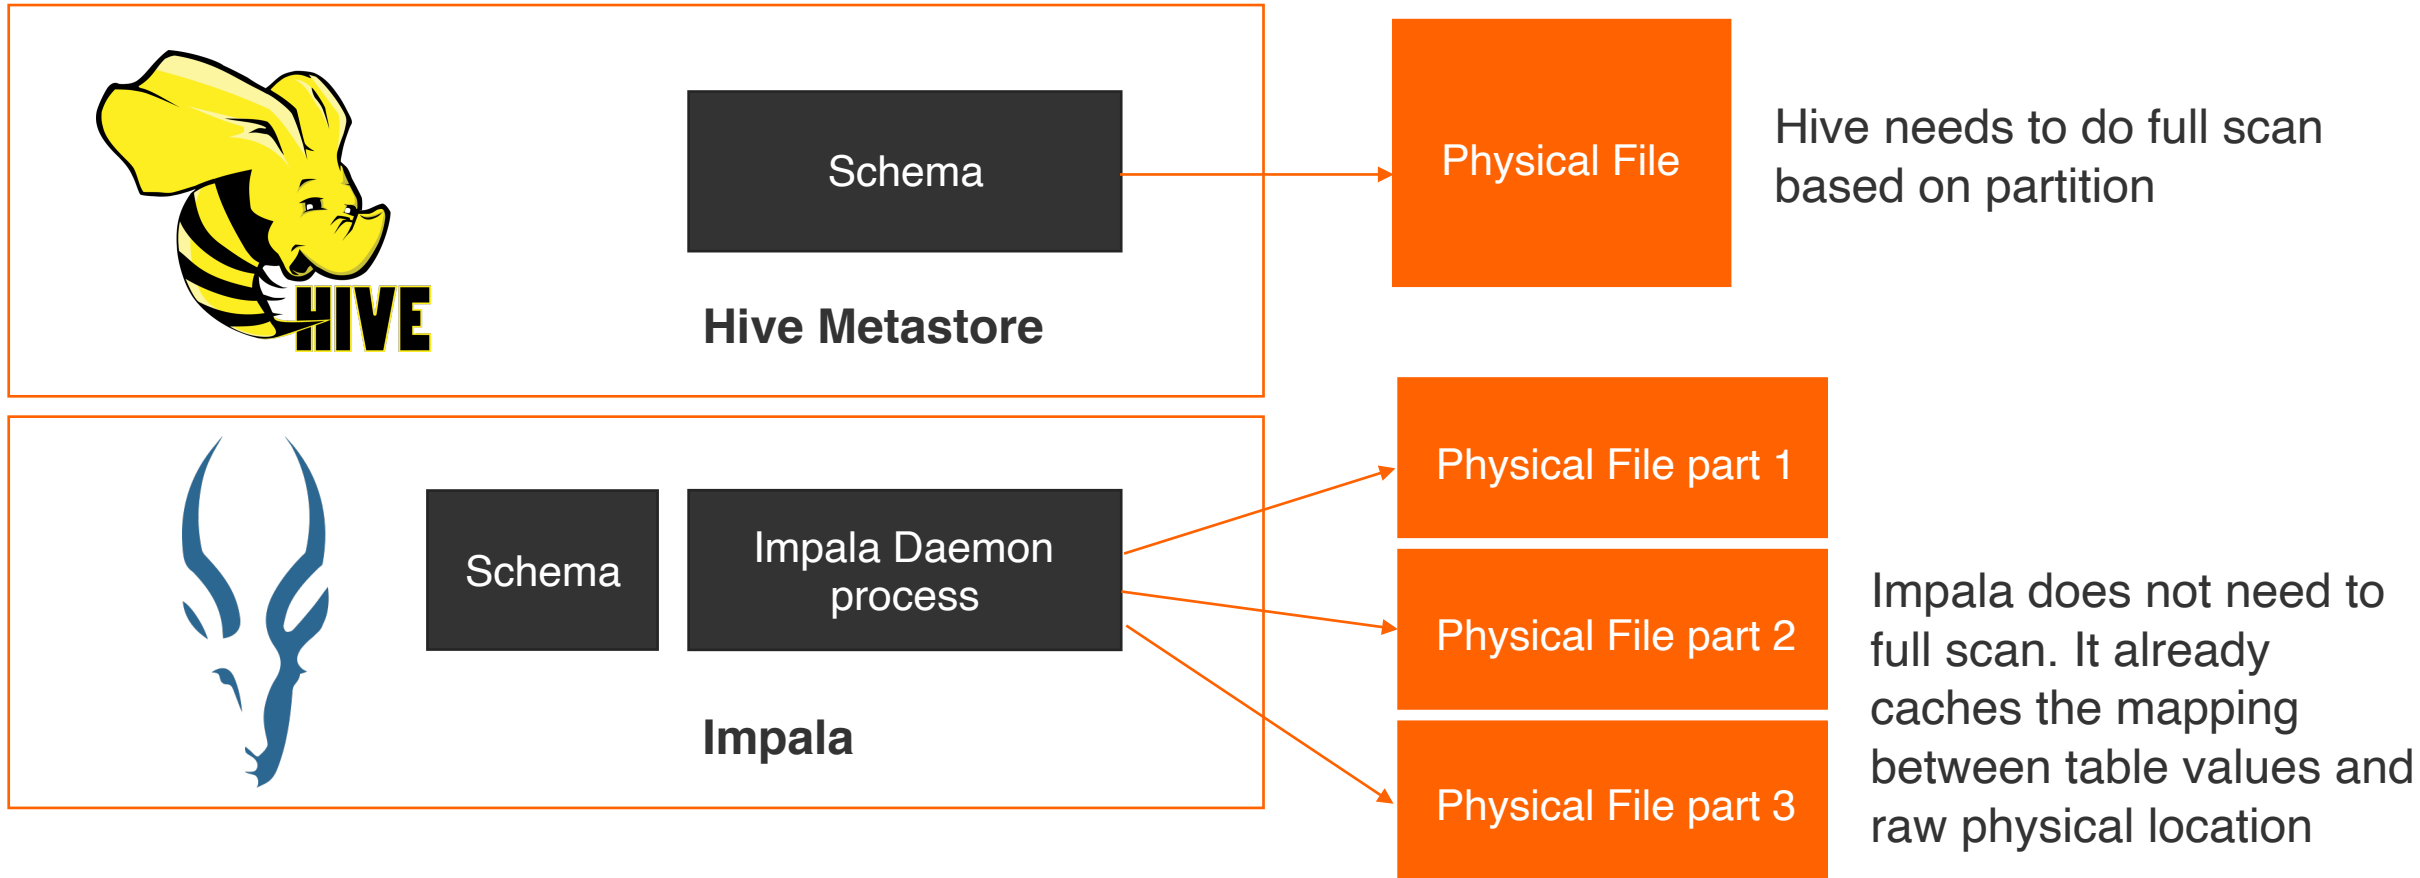 HIVE
Schema
Hive Metastore
Physical File
Hive needs to do full scan
based on partition
Schema
Impala Daemon
process
Impala
Physical File part 1
Physical File part 2
Physical File part 3
Impala does not need to
full scan. It already
caches the mapping
between table values and
raw physical location